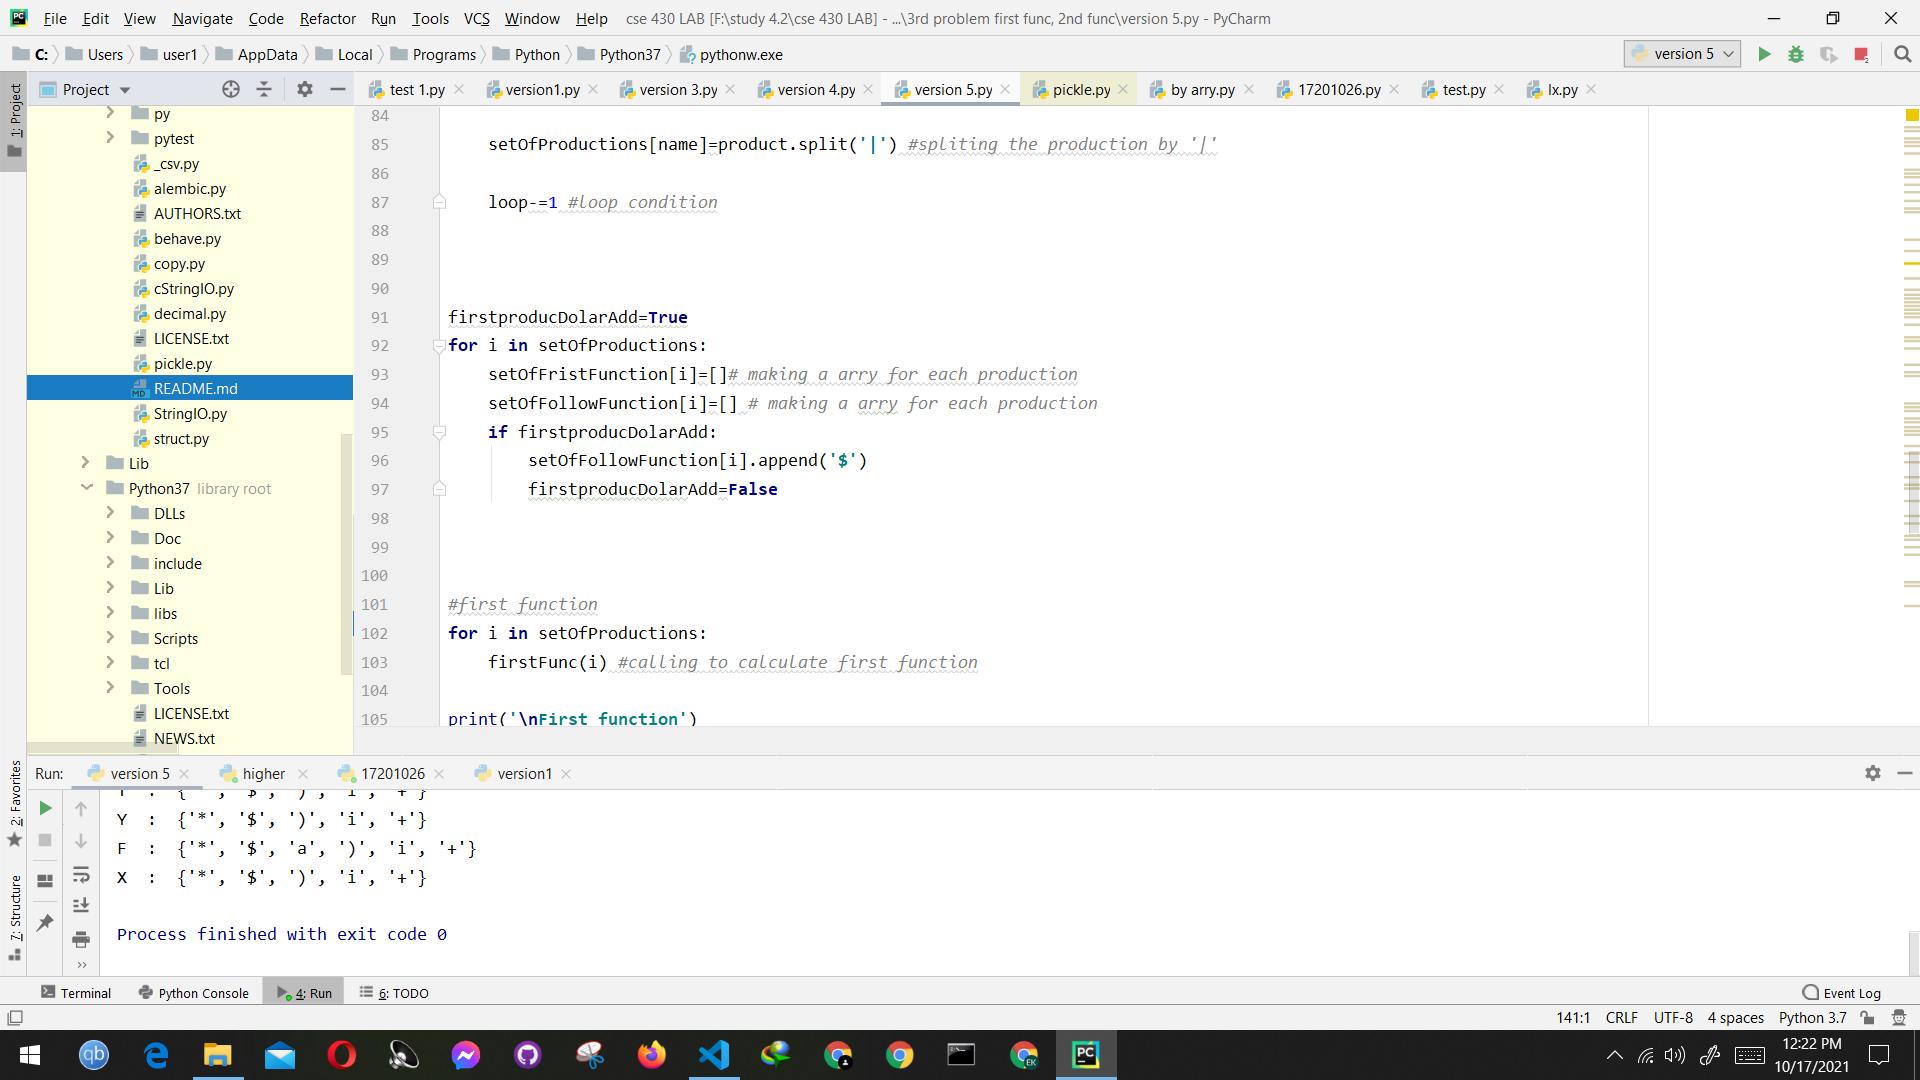 File Edit View Navigate Code Refactor Run Tools VCS Window Help cse 430 LAB [F:\study 4.2\cse 430 LAB] - ...\3rd problem first func, 2nd func\version 5.py - PyCharm
C: Users user1 AppData Local Programs Python Python37 pythonw.exe version 5
Project test 1.py version1.py version 3.py version 4.py version 5.py pickle.py by arry.py 17201026.py test.py lx.py
1: Project
py
pytest
_csv.py
alembic.py
AUTHORS.txt
behave.py
copy.py
cStringIO.py
decimal.py
LICENSE.txt
pickle.py
README.md
StringIO.py
struct.py
Lib
Python37 library root
DLLs
Doc
include
Lib
libs
Scripts
tcl
Tools
LICENSE.txt
NEWS.txt
84
85 setOfProductions[name]=product.split('|') #spliting the production by '|'
86
87 loop-=1 #loop condition
88
89
90
91 firstproducDolarAdd=True
92 for i in setOfProductions:
93 setOfFristFunction[i]=[]# making a arry for each production
94 setOfFollowFunction[i]=[] # making a arry for each production
95 if firstproducDolarAdd:
96 setOfFollowFunction[i].append('$')
97 firstproducDolarAdd=False
98
99
100
101 #first function
102 for i in setOfProductions:
103 firstFunc(i) #calling to calculate first function
104
105 print('\nFirst function')
2: Favorites
7: Structure
Run: version 5 higher 17201026 version1
Y : {'*', '$', ')', 'i', '+'}
F : {'*', '$', 'a', ')', 'i', '+'}
X : {'*', '$', ')', 'i', '+'}
Process finished with exit code 0
Terminal Python Console 4: Run 6: TODO Event Log
141:1 CRLF UTF-8 4 spaces Python 3.7
12:22 PM
10/17/2021